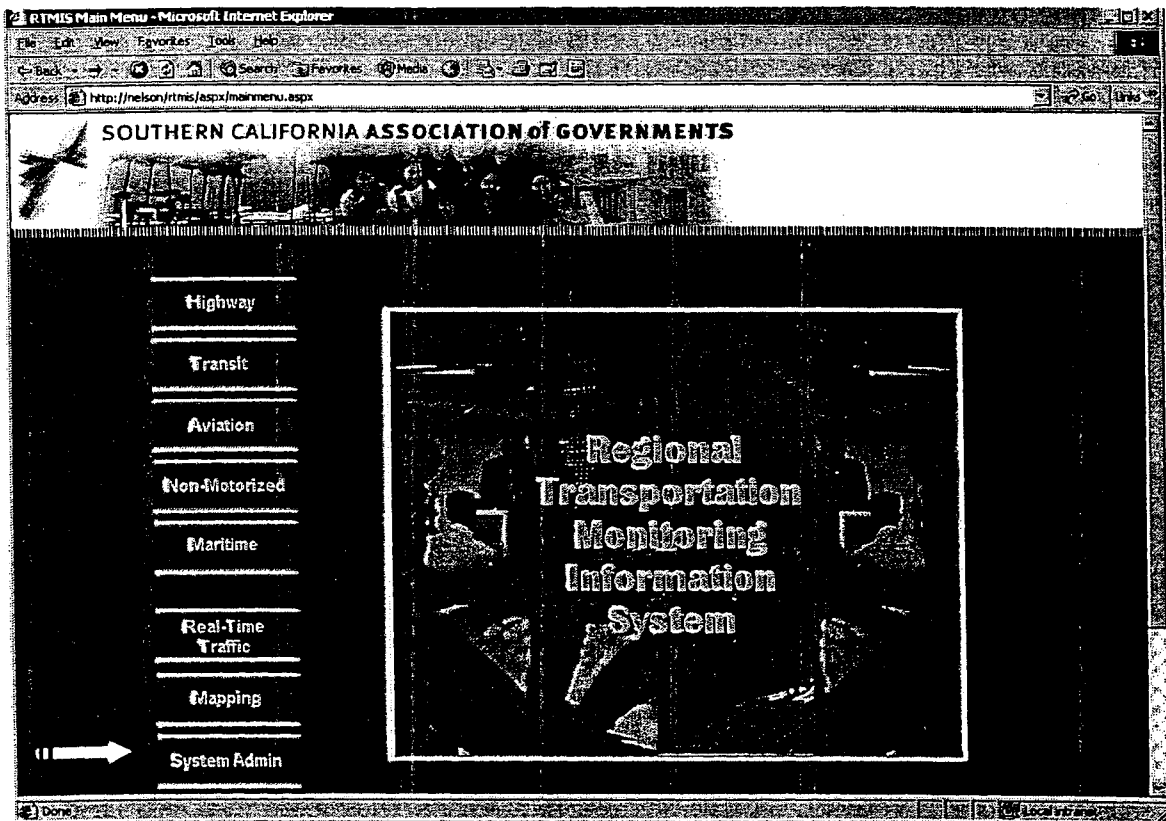 RTMIS Main Menu - Microsoft Internet Explorer
File Edit View Favorites Tools Help
Back Search Favorites Media
Address http://nelson/rtmis/aspx/mainmenu.aspx Go Links
SOUTHERN CALIFORNIA ASSOCIATION of GOVERNMENTS
Highway
Transit
Aviation
Non-Motorized
Maritime
Real-Time
Traffic
Mapping
System Admin
Regional
Transportation
Monitoring
Information
System
Done Local intranet